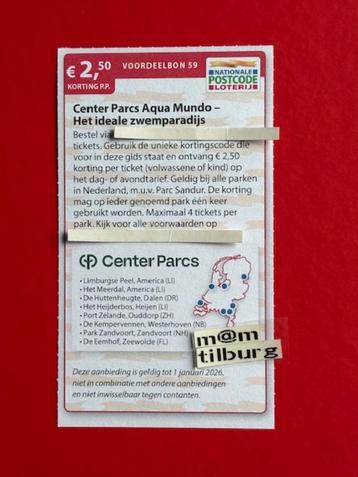 € 2,50
KORTING P.P.
VOORDEELBON 59
NATIONALE
POSTCODE
LOTERIJ
Center Parcs Aqua Mundo –
Het ideale zwemparadijs
Bestel via
tickets. Gebruik de unieke kortingscode die
voor in deze gids staat en ontvang € 2,50
korting per ticket (volwassene of kind) op
het dag- of avondtarief. Geldig bij alle parken
in Nederland, m.u.v. Parc Sandur. De korting
mag op ieder genoemd park één keer
gebruikt worden. Maximaal 4 tickets per
park. Kijk voor alle voorwaarden op
Center Parcs
• Limburgse Peel, America (LI)
• Het Meerdal, America (LI)
• De Huttenheugte, Dalen (DR)
• Het Heijderbos, Heijen (LI)
• Port Zélande, Ouddorp (ZH)
• De Kempervennen, Westerhoven (NB)
• Park Zandvoort, Zandvoort (NH)
• De Eemhof, Zeewolde (FL)
m@m
tilburg
Deze aanbieding is geldig tot 1 januari 2026,
niet in combinatie met andere aanbiedingen
en niet inwisselbaar tegen contanten.